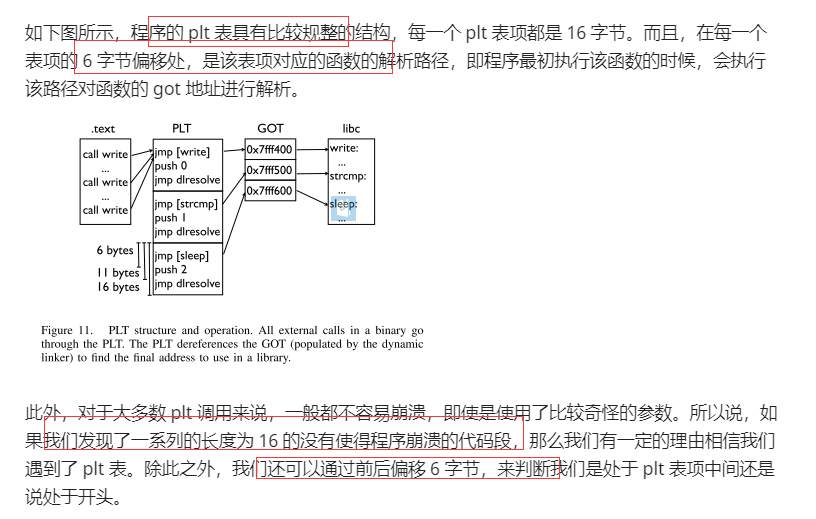 如下图所示，程序的 plt 表具有比较规整的结构，每一个 plt 表项都是 16 字节。而且，在每一个
表项的 6 字节偏移处，是该表项对应的函数的解析路径，即程序最初执行该函数的时候，会执行
该路径对函数的 got 地址进行解析。
.text PLT GOT libc
call write
...
call write
...
call write
jmp [write]
push 0
jmp dlresolve
jmp [strcmp]
push 1
jmp dlresolve
jmp [sleep]
push 2
jmp dlresolve
6 bytes
11 bytes
16 bytes
0x7fff400
0x7fff500
0x7fff600
write:
...
strcmp:
...
sleep:
...
Figure 11. PLT structure and operation. All external calls in a binary go
through the PLT. The PLT dereferences the GOT (populated by the dynamic
linker) to find the final address to use in a library.
此外，对于大多数 plt 调用来说，一般都不容易崩溃，即使是使用了比较奇怪的参数。所以说，如
果我们发现了一系列的长度为 16 的没有使得程序崩溃的代码段，那么我们有一定的理由相信我们
遇到了 plt 表。除此之外，我们还可以通过前后偏移 6 字节，来判断我们是处于 plt 表项中间还是
说处于开头。